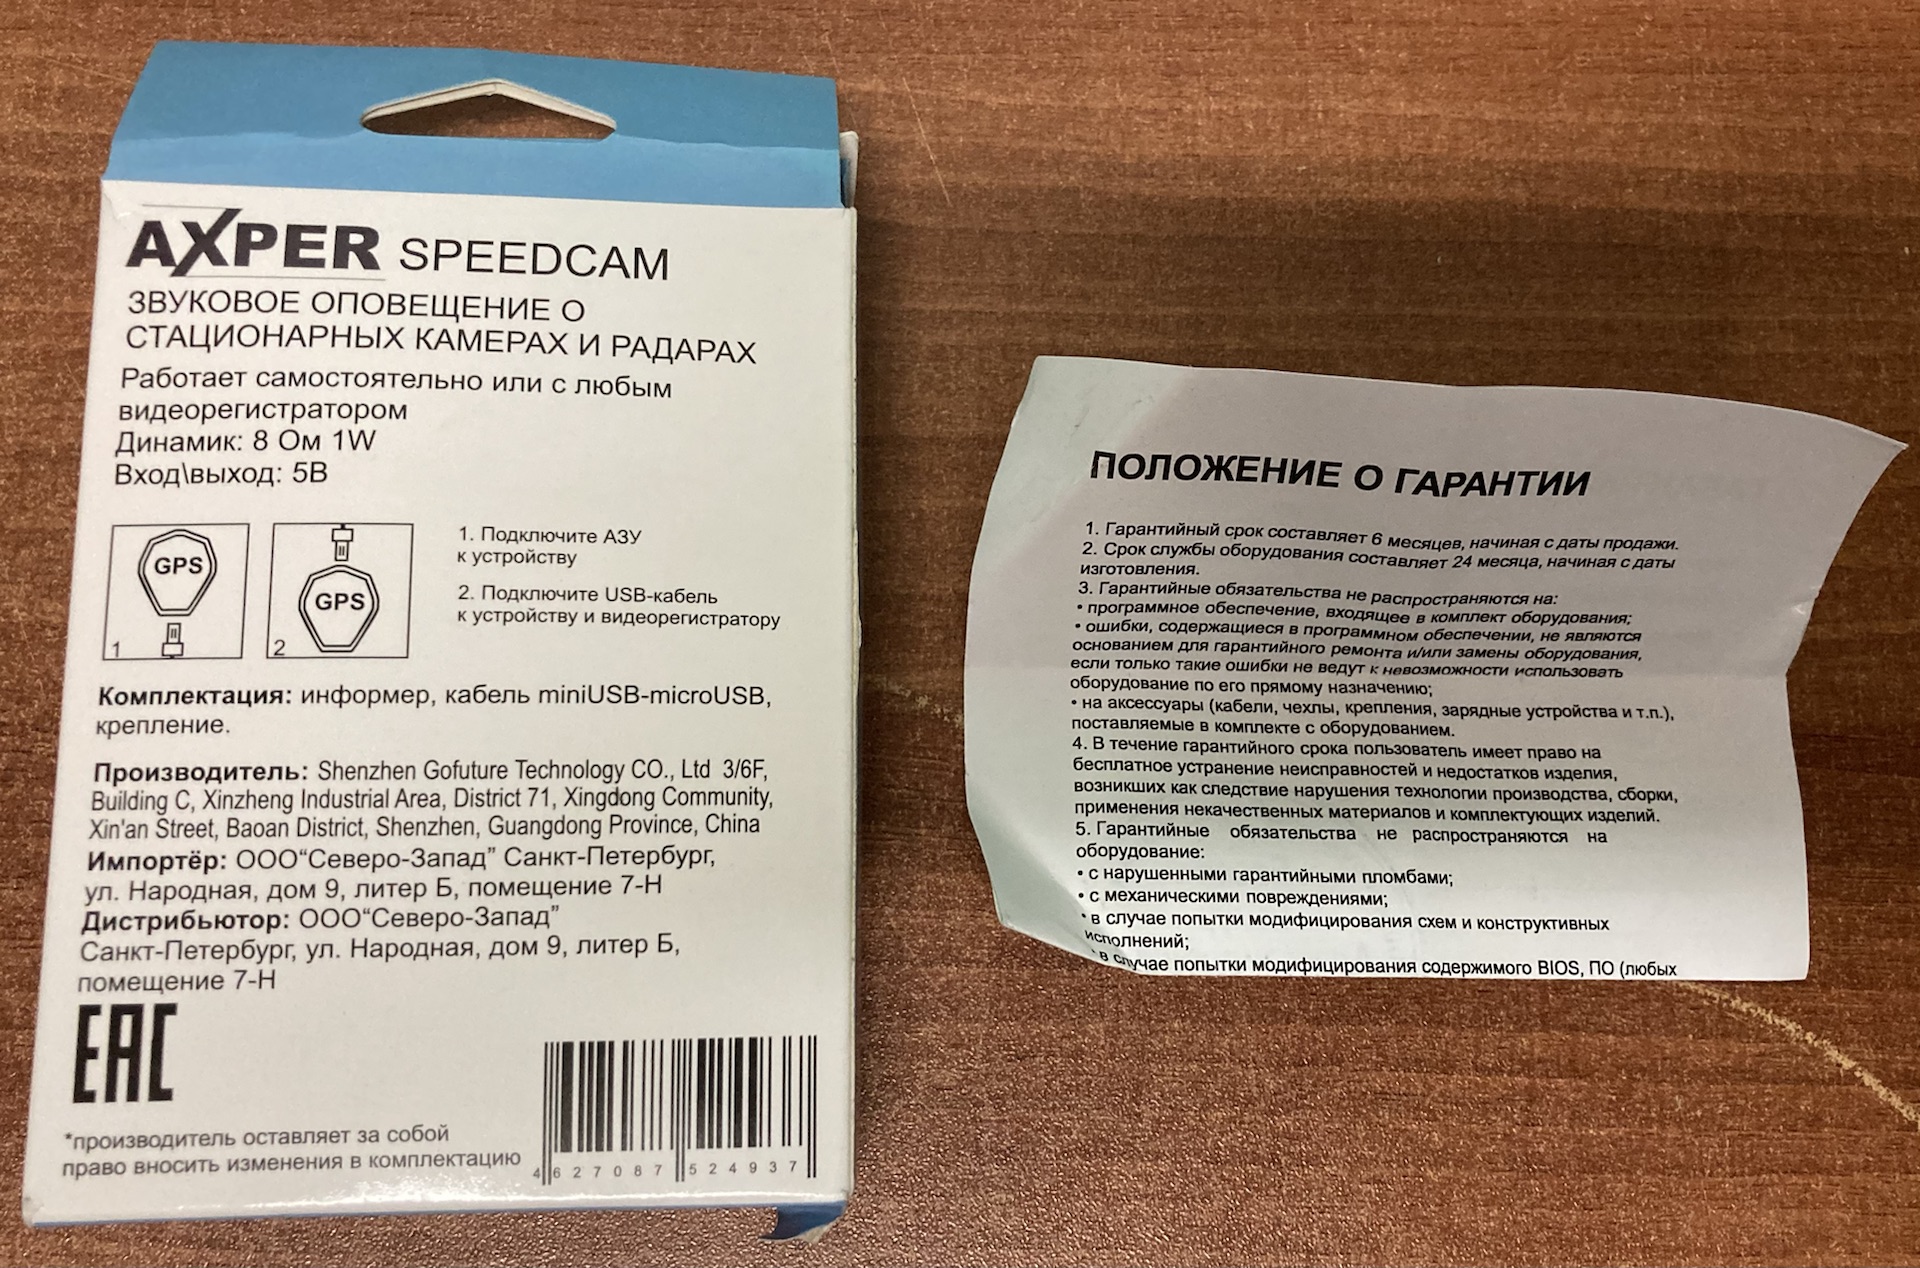 AXPER SPEEDCAM
ЗВУКОВОЕ ОПОВЕЩЕНИЕ О
СТАЦИОНАРНЫХ КАМЕРАХ И РАДАРАХ
Работает самостоятельно или с любым
видеорегистратором
Динамик: 8 Ом 1W
Вход\выход: 5В
GPS
1
GPS
2
1. Подключите АЗУ
к устройству
2. Подключите USB-кабель
к устройству и видеорегистратору
Комплектация: информер, кабель miniUSB-microUSB,
крепление.
Производитель: Shenzhen Gofuture Technology CO., Ltd 3/6F,
Building C, Xinzheng Industrial Area, District 71, Xingdong Community,
Xin'an Street, Baoan District, Shenzhen, Guangdong Province, China
Импортёр: ООО“Северо-Запад” Санкт-Петербург,
ул. Народная, дом 9, литер Б, помещение 7-Н
Дистрибьютор: ООО“Северо-Запад”
Санкт-Петербург, ул. Народная, дом 9, литер Б,
помещение 7-Н
EAC
*производитель оставляет за собой
право вносить изменения в комплектацию
4 627087 524937
ПОЛОЖЕНИЕ О ГАРАНТИИ
1. Гарантийный срок составляет 6 месяцев, начиная с даты продажи.
2. Срок службы оборудования составляет 24 месяца, начиная с даты
изготовления.
3. Гарантийные обязательства не распространяются на:
• программное обеспечение, входящее в комплект оборудования;
• ошибки, содержащиеся в программном обеспечении, не являются
основанием для гарантийного ремонта и/или замены оборудования,
если только такие ошибки не ведут к невозможности использовать
оборудование по его прямому назначению;
• на аксессуары (кабели, чехлы, крепления, зарядные устройства и т.п.),
поставляемые в комплекте с оборудованием.
4. В течение гарантийного срока пользователь имеет право на
бесплатное устранение неисправностей и недостатков изделия,
возникших как следствие нарушения технологии производства, сборки,
применения некачественных материалов и комплектующих изделий.
5. Гарантийные обязательства не распространяются на
оборудование:
• с нарушенными гарантийными пломбами;
• с механическими повреждениями;
• в случае попытки модифицирования схем и конструктивных
исполнений;
• в случае попытки модифицирования содержимого BIOS, ПО (любых